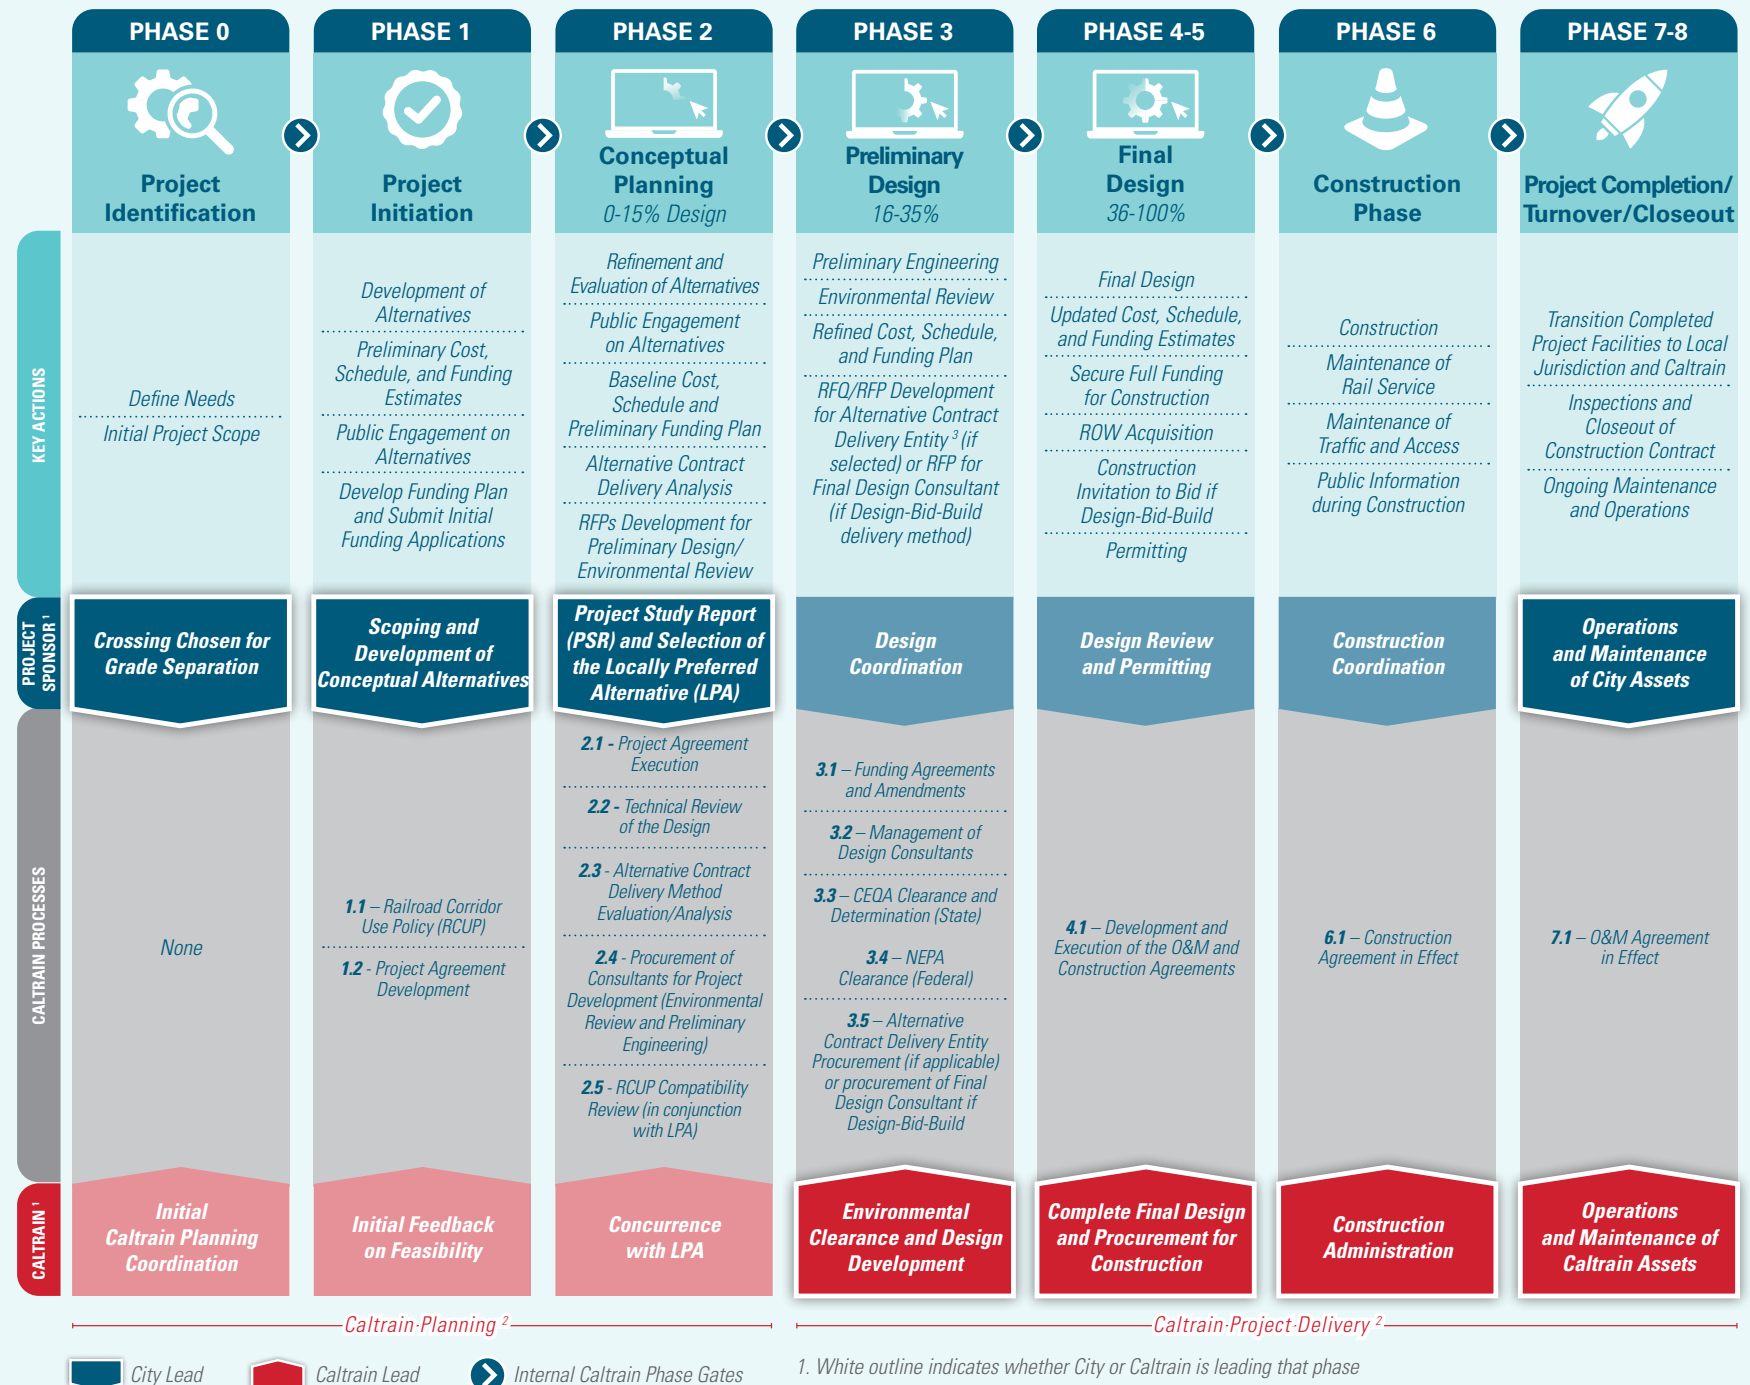 PHASE 0
Project
Identification
PHASE 1
Project
Initiation
PHASE 2
Conceptual
Planning
0-15% Design
PHASE 3
Preliminary
Design
16-35%
PHASE 4-5
Final
Design
36-100%
PHASE 6
Construction
Phase
PHASE 7-8
Project Completion/
Turnover/Closeout
KEY ACTIONS
Define Needs
Initial Project Scope
Development of
Alternatives
Preliminary Cost,
Schedule, and Funding
Estimates
Public Engagement on
Alternatives
Develop Funding Plan
and Submit Initial
Funding Applications
Refinement and
Evaluation of Alternatives
Public Engagement
on Alternatives
Baseline Cost,
Schedule and
Preliminary Funding Plan
Alternative Contract
Delivery Analysis
RFPs Development for
Preliminary Design/
Environmental Review
Preliminary Engineering
Environmental Review
Refined Cost, Schedule,
and Funding Plan
RFQ/RFP Development
for Alternative Contract
Delivery Entity 3 (if
selected) or RFP for
Final Design Consultant
(if Design-Bid-Build
delivery method)
Final Design
Updated Cost, Schedule,
and Funding Estimates
Secure Full Funding
for Construction
ROW Acquisition
Construction
Invitation to Bid if
Design-Bid-Build
Permitting
Construction
Maintenance of
Rail Service
Maintenance of
Traffic and Access
Public Information
during Construction
Transition Completed
Project Facilities to Local
Jurisdiction and Caltrain
Inspections and
Closeout of
Construction Contract
Ongoing Maintenance
and Operations
PROJECT
SPONSOR 1
Crossing Chosen for
Grade Separation
Scoping and
Development of
Conceptual Alternatives
Project Study Report
(PSR) and Selection of
the Locally Preferred
Alternative (LPA)
Design
Coordination
Design Review
and Permitting
Construction
Coordination
Operations
and Maintenance
of City Assets
CALTRAIN PROCESSES
None
1.1 – Railroad Corridor
Use Policy (RCUP)
1.2 - Project Agreement
Development
2.1 - Project Agreement
Execution
2.2 - Technical Review
of the Design
2.3 - Alternative Contract
Delivery Method
Evaluation/Analysis
2.4 - Procurement of
Consultants for Project
Development (Environmental
Review and Preliminary
Engineering)
2.5 - RCUP Compatibility
Review (in conjunction
with LPA)
3.1 – Funding Agreements
and Amendments
3.2 – Management of
Design Consultants
3.3 – CEQA Clearance and
Determination (State)
3.4 – NEPA
Clearance (Federal)
3.5 – Alternative
Contract Delivery Entity
Procurement (if applicable)
or procurement of Final
Design Consultant if
Design-Bid-Build
4.1 – Development and
Execution of the O&M and
Construction Agreements
6.1 – Construction
Agreement in Effect
7.1 – O&M Agreement
in Effect
CALTRAIN 1
Initial
Caltrain Planning
Coordination
Initial Feedback
on Feasibility
Concurrence
with LPA
Environmental
Clearance and Design
Development
Complete Final Design
and Procurement for
Construction
Construction
Administration
Operations
and Maintenance of
Caltrain Assets
Caltrain Planning 2
Caltrain Project Delivery 2
City Lead
Caltrain Lead
Internal Caltrain Phase Gates
1. White outline indicates whether City or Caltrain is leading that phase